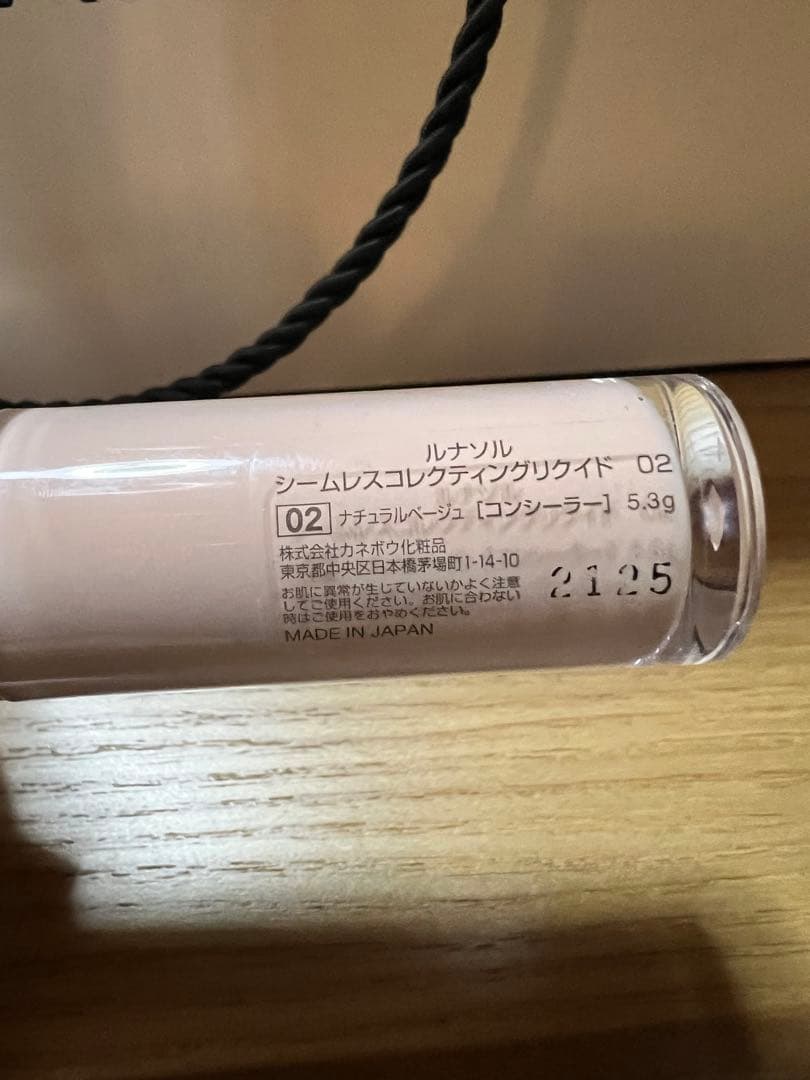 ルナソル
シームレスコレクティングリクイド 02
02 ナチュラルベージュ [コンシーラー] 5.3g
株式会社カネボウ化粧品
東京都中央区日本橋茅場町1-14-10
お肌に異常が生じていないかよく注意
してご使用ください。お肌に合わない
時はご使用をおやめください。
MADE IN JAPAN
2125